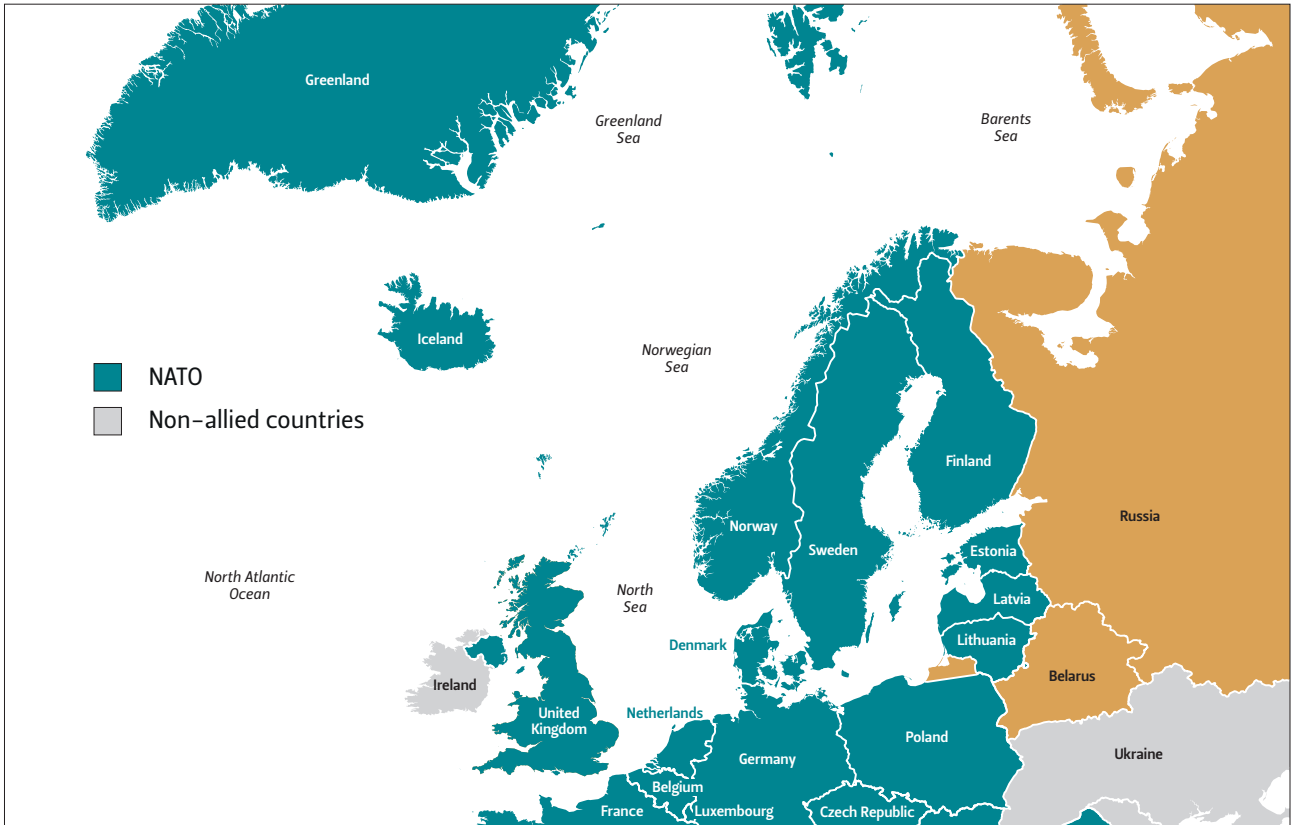 Greenland
Greenland
Sea
Barents
Sea
Iceland
Norwegian
Sea
NATO
Non-allied countries
Finland
Russia
Norway
Sweden
Estonia
North Atlantic
Ocean
North
Sea
Latvia
Denmark
Lithuania
Ireland
Belarus
United
Kingdom
Netherlands
Poland
Germany
Ukraine
Belgium
France
Luxembourg
Czech Republic